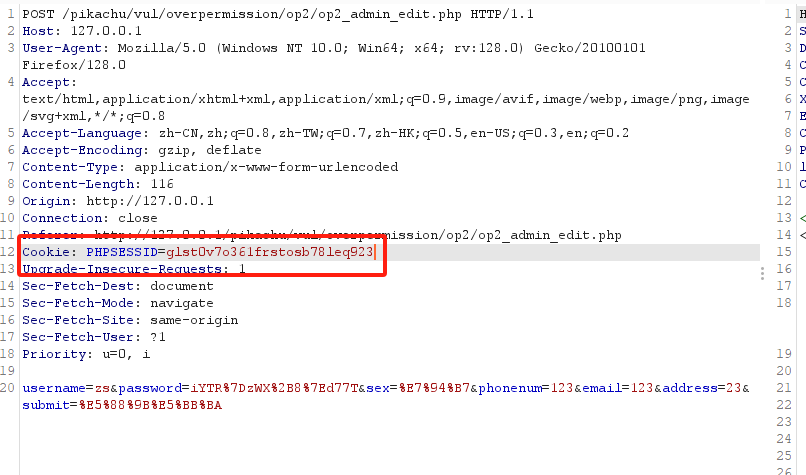 1 POST /pikachu/vul/overpermission/op2/op2_admin_edit.php HTTP/1.1
2 Host: 127.0.0.1
3 User-Agent: Mozilla/5.0 (Windows NT 10.0; Win64; x64; rv:128.0) Gecko/20100101
Firefox/128.0
4 Accept:
text/html,application/xhtml+xml,application/xml;q=0.9,image/avif,image/webp,image/png,image
/svg+xml,*/*;q=0.8
5 Accept-Language: zh-CN,zh;q=0.8,zh-TW;q=0.7,zh-HK;q=0.5,en-US;q=0.3,en;q=0.2
6 Accept-Encoding: gzip, deflate
7 Content-Type: application/x-www-form-urlencoded
8 Content-Length: 116
9 Origin: http://127.0.0.1
10 Connection: close
11 Referer: http://127.0.0.1/pikachu/vul/overpermission/op2/op2_admin_edit.php
12 Cookie: PHPSESSID=glst0v7o361frstosb78leq923
13 Upgrade-Insecure-Requests: 1
14 Sec-Fetch-Dest: document
15 Sec-Fetch-Mode: navigate
16 Sec-Fetch-Site: same-origin
17 Sec-Fetch-User: ?1
18 Priority: u=0, i
19
20 username=zs&password=iYTR%7DzWX%2B8%7Ed77T&sex=%E7%94%B7&phonenum=123&email=123&address=23&
submit=%E5%88%9B%E5%BB%BA
1 H
2 S
3 D
4 C
5 C
6 X
7 E
8 C
9 P
10 l
11 C
12
13 <
14 <
15
16
17
18
19
20
21
22
23
24
25
26